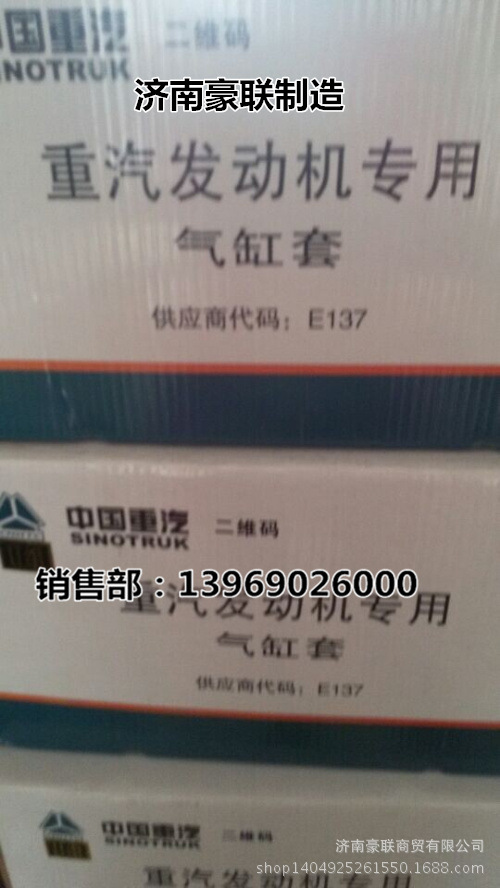 中国重汽 二维码
SINOTRUK
济南豪联制造
重汽发动机专用
气缸套
供应商代码：E137
中国重汽 二维码
SINOTRUK
销售部：13969026000
重汽发动机专用
气缸套
供应商代码：E137
中国重汽 二维码
SINOTRUK
济南豪联商贸有限公司
重汽发动机专用
shop1404925261550.1688.com